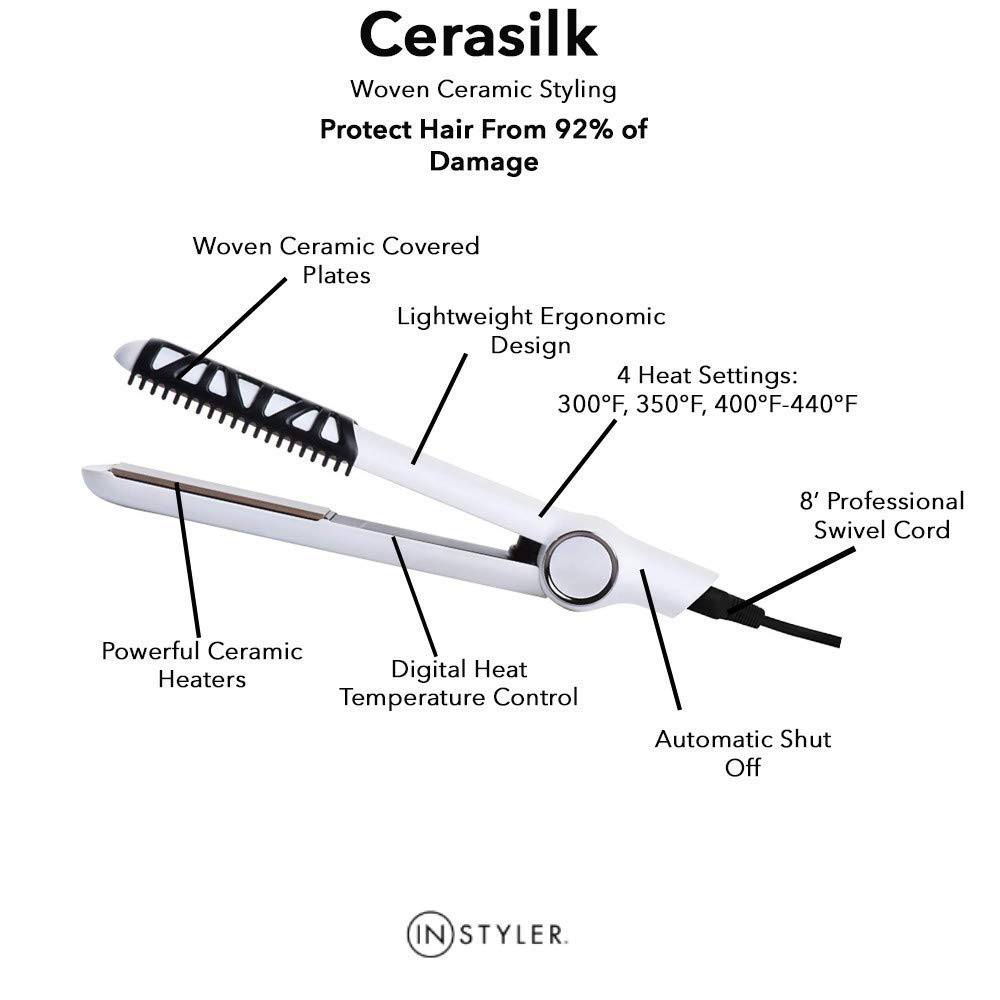 Cerasilk
Woven Ceramic Styling
Protect Hair From 92% of
Damage
Woven Ceramic Covered
Plates
Lightweight Ergonomic
Design
4 Heat Settings:
300°F, 350°F, 400°F-440°F
8’ Professional
Swivel Cord
Powerful Ceramic
Heaters
Digital Heat
Temperature Control
Automatic Shut
Off
INSTYLER.